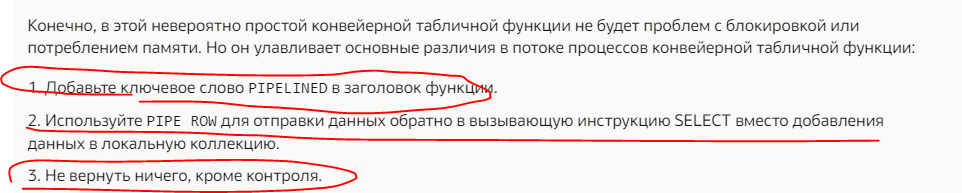 Конечно, в этой невероятно простой конвейерной табличной функции не будет проблем с блокировкой или
потреблением памяти. Но он улавливает основные различия в потоке процессов конвейерной табличной функции:
1. Добавьте ключевое слово PIPELINED в заголовок функции.
2. Используйте PIPE ROW для отправки данных обратно в вызывающую инструкцию SELECT вместо добавления
данных в локальную коллекцию.
3. Не вернуть ничего, кроме контроля.